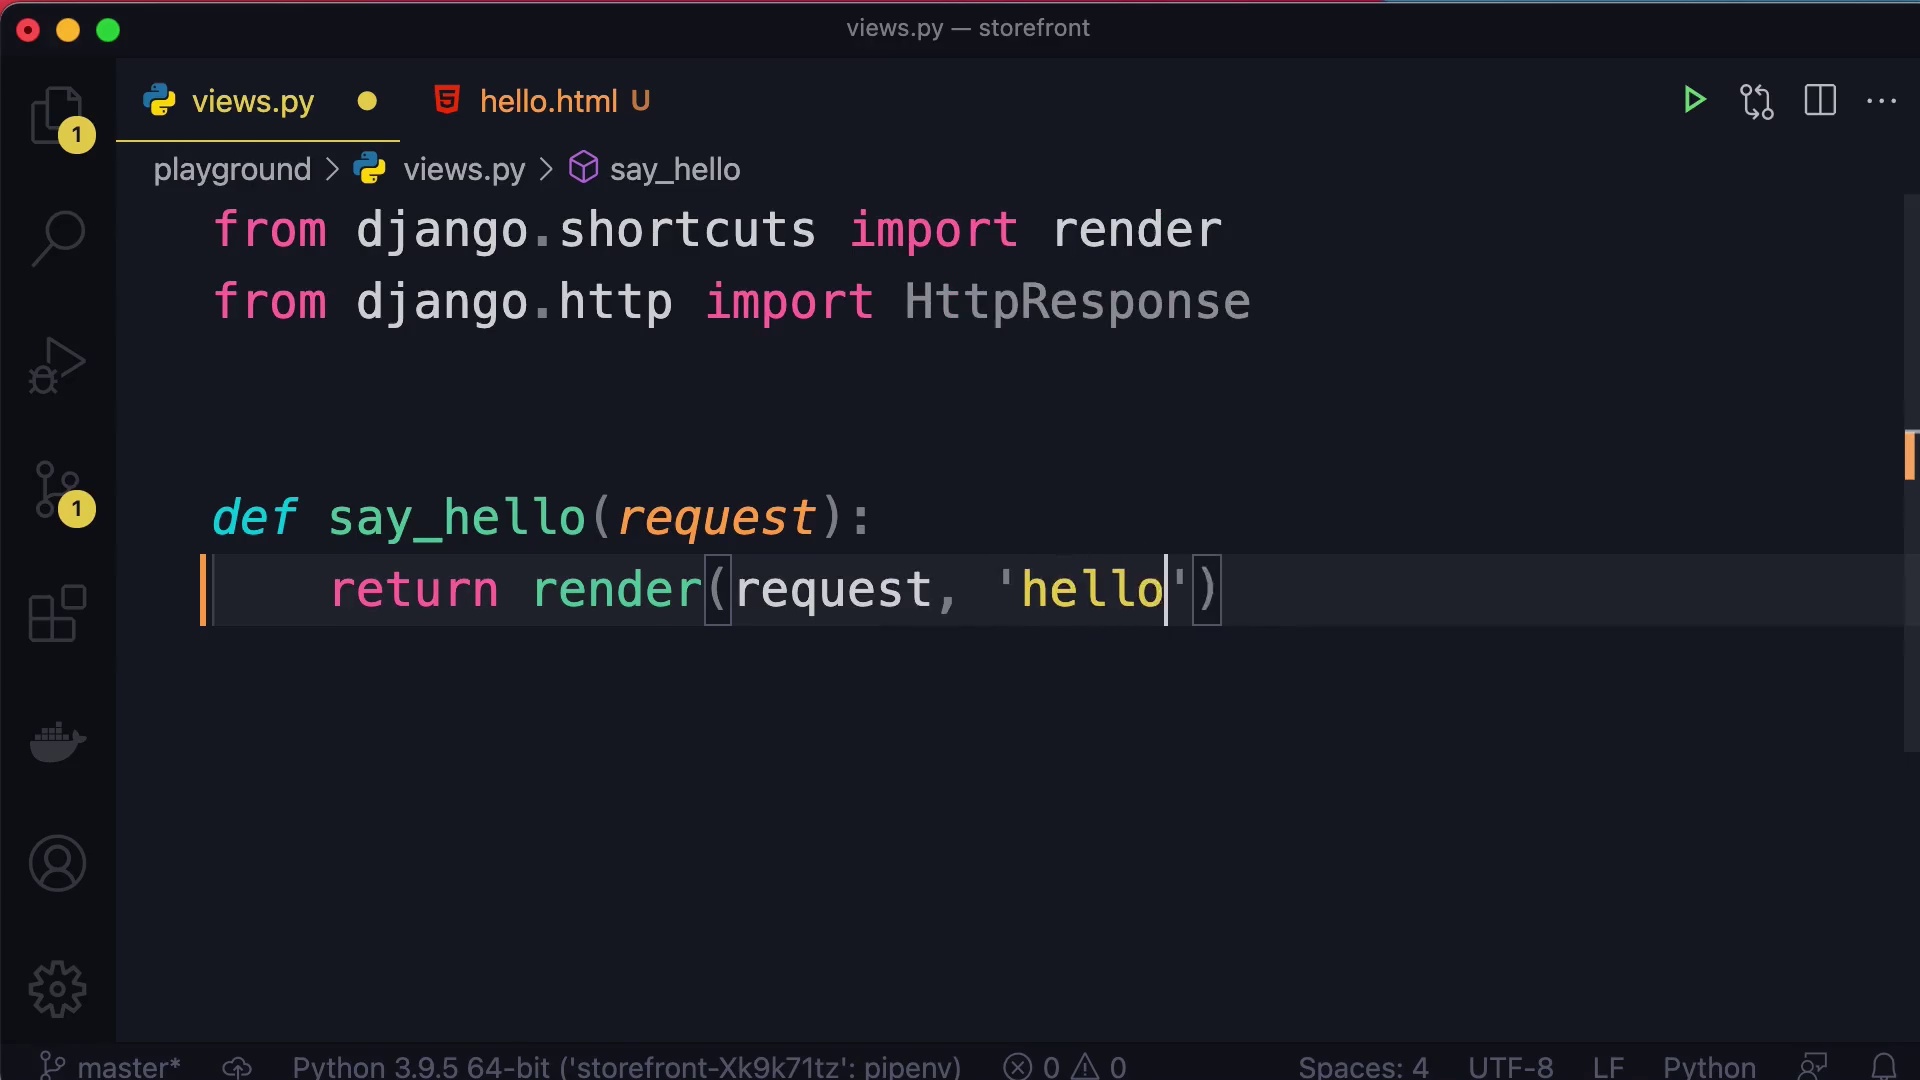 views.py — storefront
views.py hello.html U
playground > views.py > say_hello
from django.shortcuts import render
from django.http import HttpResponse
def say_hello(request):
return render(request, 'hello')
1
1
master* Python 3.9.5 64-bit ('storefront-Xk9k71tz': pipenv) 0 0 Spaces: 4 UTF-8 LF Python